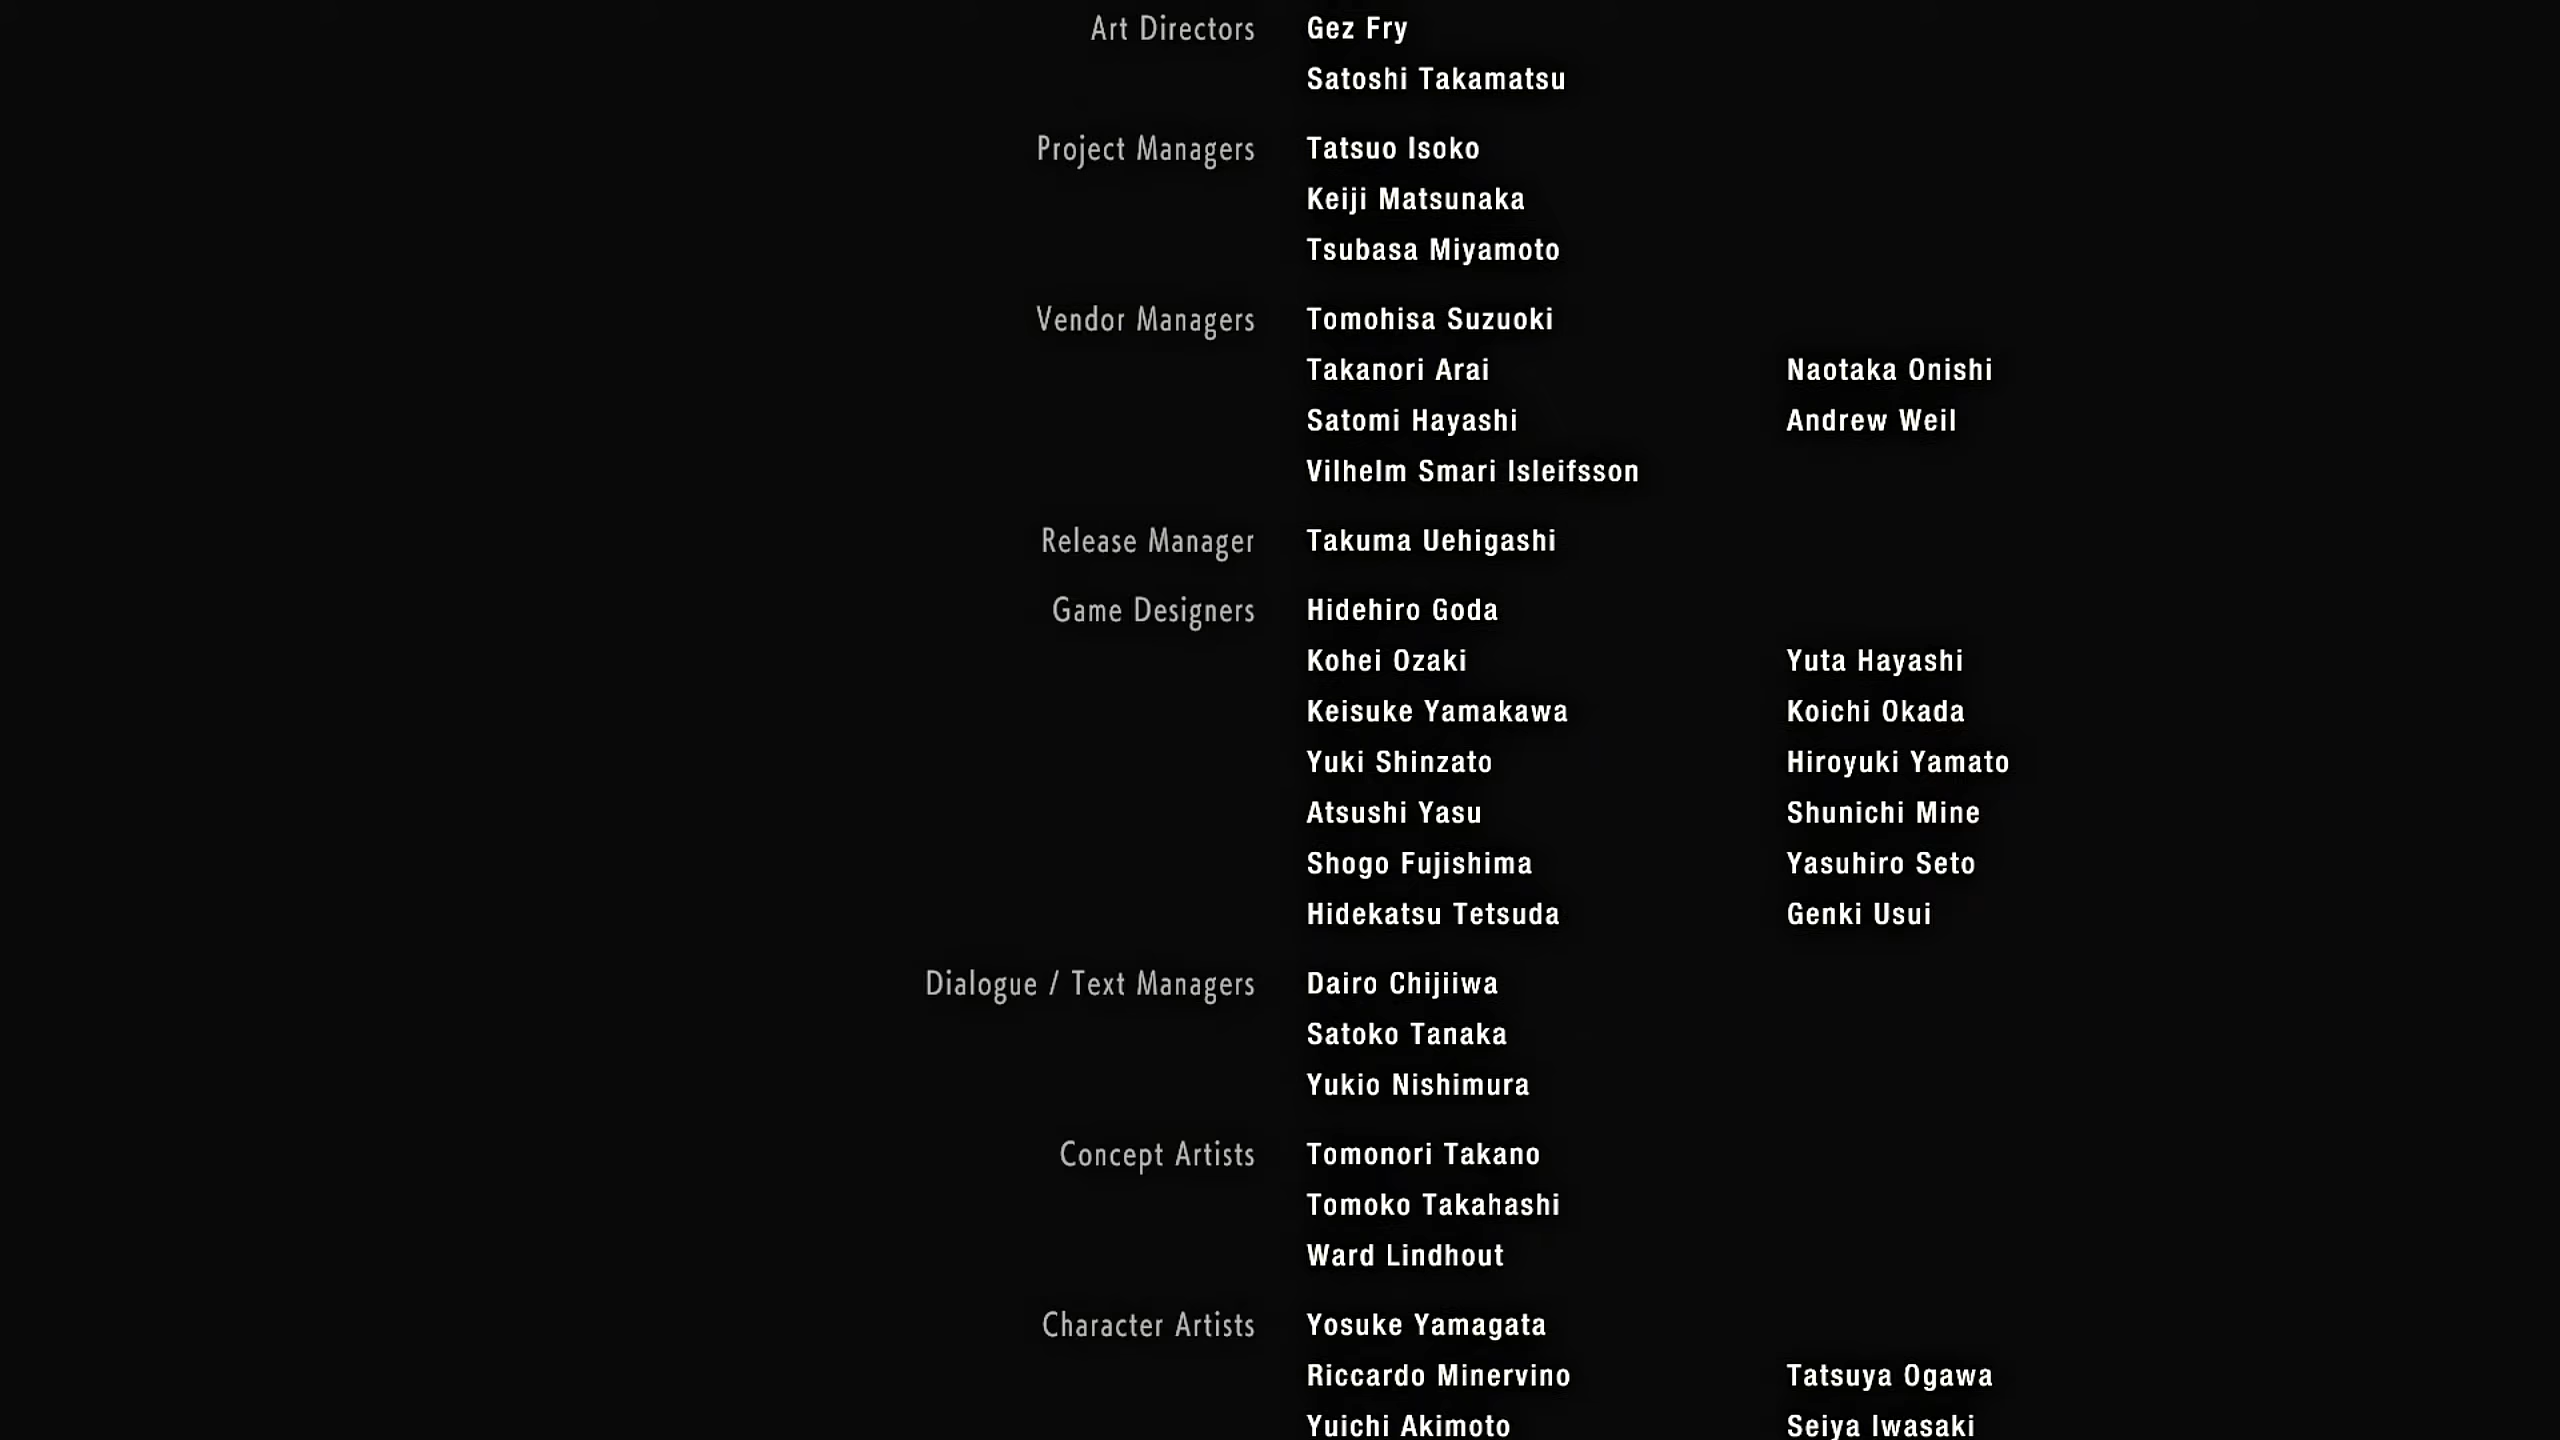 Art Directors Gez Fry
Satoshi Takamatsu
Project Managers Tatsuo Isoko
Keiji Matsunaka
Tsubasa Miyamoto
Vendor Managers Tomohisa Suzuoki
Takanori Arai Naotaka Onishi
Satomi Hayashi Andrew Weil
Vilhelm Smari Isleifsson
Release Manager Takuma Uehigashi
Game Designers Hidehiro Goda
Kohei Ozaki Yuta Hayashi
Keisuke Yamakawa Koichi Okada
Yuki Shinzato Hiroyuki Yamato
Atsushi Yasu Shunichi Mine
Shogo Fujishima Yasuhiro Seto
Hidekatsu Tetsuda Genki Usui
Dialogue / Text Managers Dairo Chijiiwa
Satoko Tanaka
Yukio Nishimura
Concept Artists Tomonori Takano
Tomoko Takahashi
Ward Lindhout
Character Artists Yosuke Yamagata
Riccardo Minervino Tatsuya Ogawa
Yuichi Akimoto Seiya Iwasaki